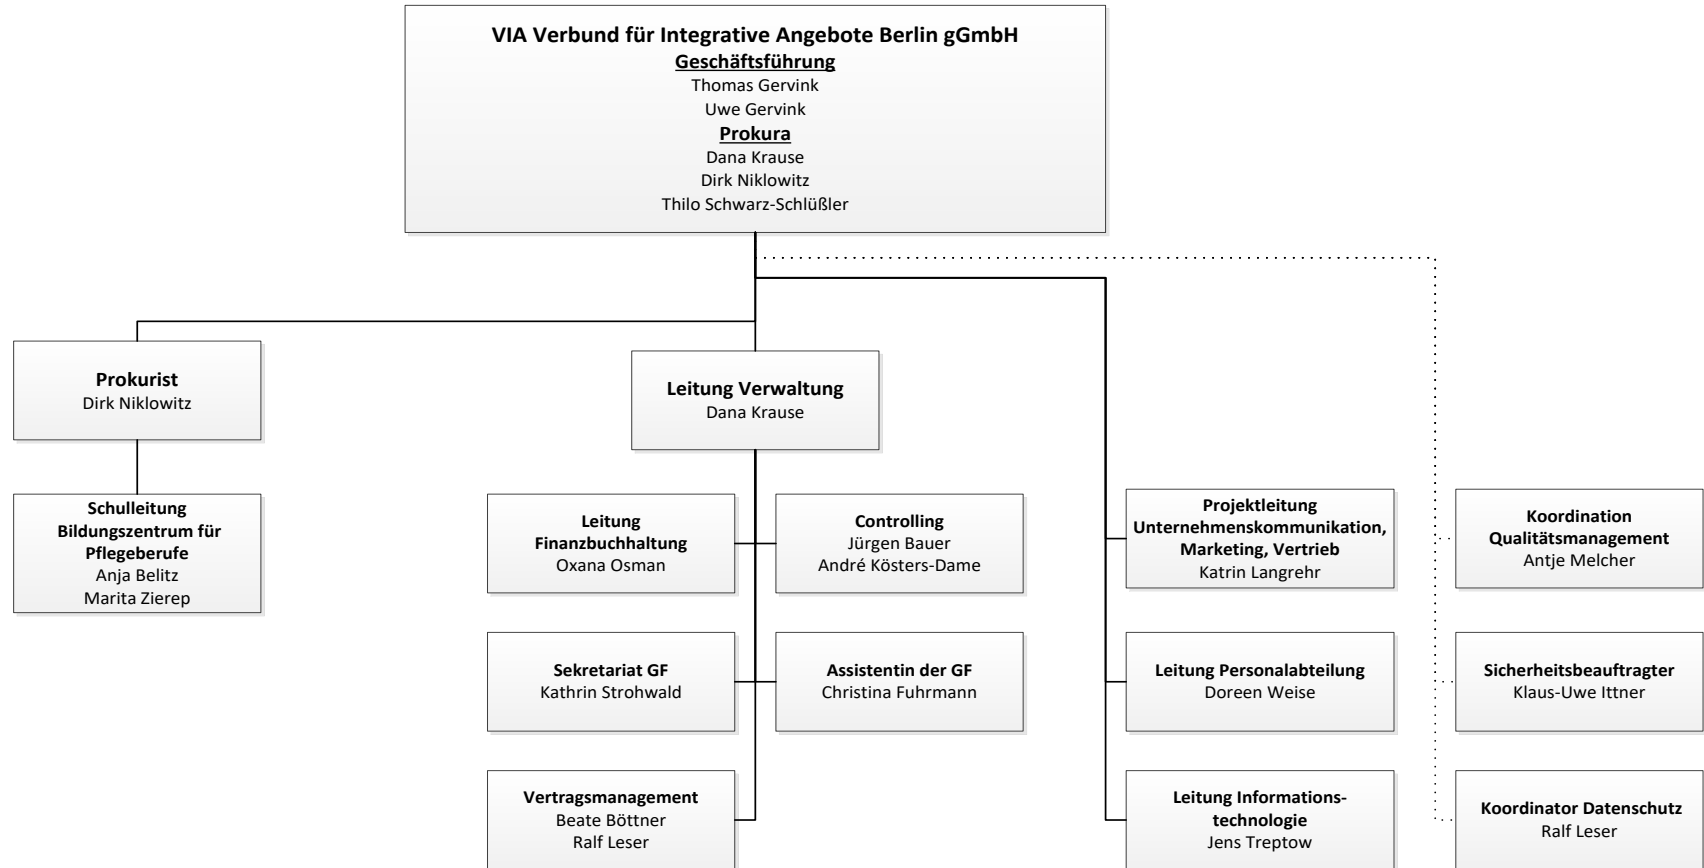 VIA Verbund für Integrative Angebote Berlin gGmbH
Geschäftsführung
Thomas Gervink
Uwe Gervink
Prokura
Dana Krause
Dirk Niklowitz
Thilo Schwarz-Schlüßler
Prokurist
Dirk Niklowitz
Leitung Verwaltung
Dana Krause
Schulleitung
Bildungszentrum für
Pflegeberufe
Anja Belitz
Marita Zierep
Leitung
Finanzbuchhaltung
Oxana Osman
Controlling
Jürgen Bauer
André Kösters-Dame
Projektleitung
Unternehmenskommunikation,
Marketing, Vertrieb
Katrin Langrehr
Koordination
Qualitätsmanagement
Antje Melcher
Sekretariat GF
Kathrin Strohwald
Assistentin der GF
Christina Fuhrmann
Leitung Personalabteilung
Doreen Weise
Sicherheitsbeauftragter
Klaus-Uwe Ittner
Vertragsmanagement
Beate Böttner
Ralf Leser
Leitung Informations-
technologie
Jens Treptow
Koordinator Datenschutz
Ralf Leser